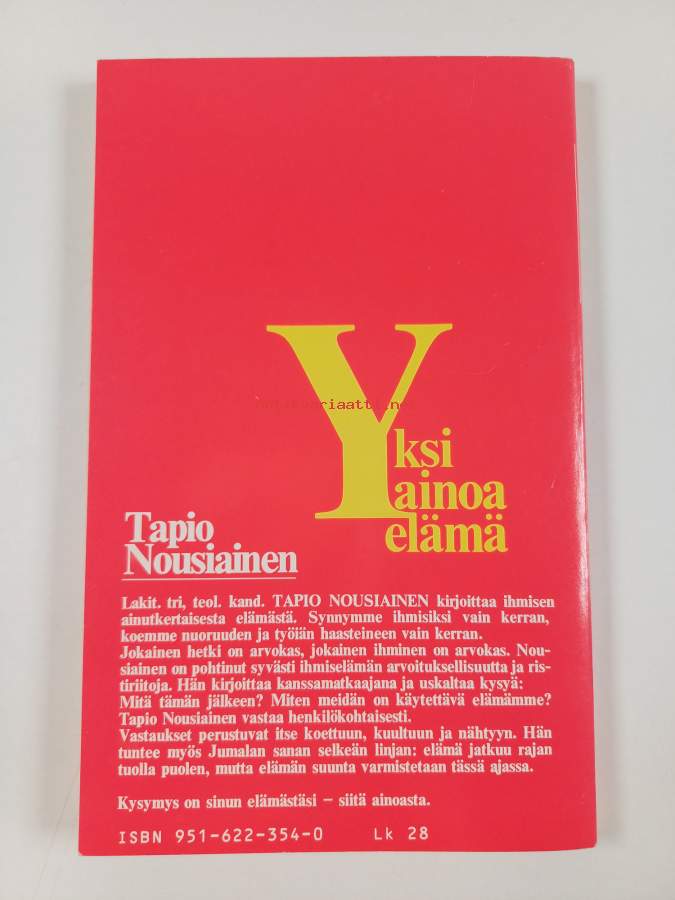 Yksi
ainoa
elämä
Tapio
Nousiainen
Lakit. tri, teol. kand. TAPIO NOUSIAINEN kirjoittaa ihmisen
ainutkertaisesta elämästä. Synnymme ihmisiksi vain kerran,
koemme nuoruuden ja työiän haasteineen vain kerran.
Jokainen hetki on arvokas, jokainen ihminen on arvokas. Nou-
siainen on pohtinut syvästi ihmiselämän arvoituksellisuutta ja ris-
tiriitoja. Hän kirjoittaa kanssamatkaajana ja uskaltaa kysyä:
Mitä tämän jälkeen? Miten meidän on käytettävä elämämme?
Tapio Nousiainen vastaa henkilökohtaisesti.
Vastaukset perustuvat itse koettuun, kuultuun ja nähtyyn. Hän
tuntee myös Jumalan sanan selkeän linjan: elämä jatkuu rajan
tuolla puolen, mutta elämän suunta varmistetaan tässä ajassa.
Kysymys on sinun elämästäsi – siitä ainoasta.
ISBN 951-622-354-0 Lk 28